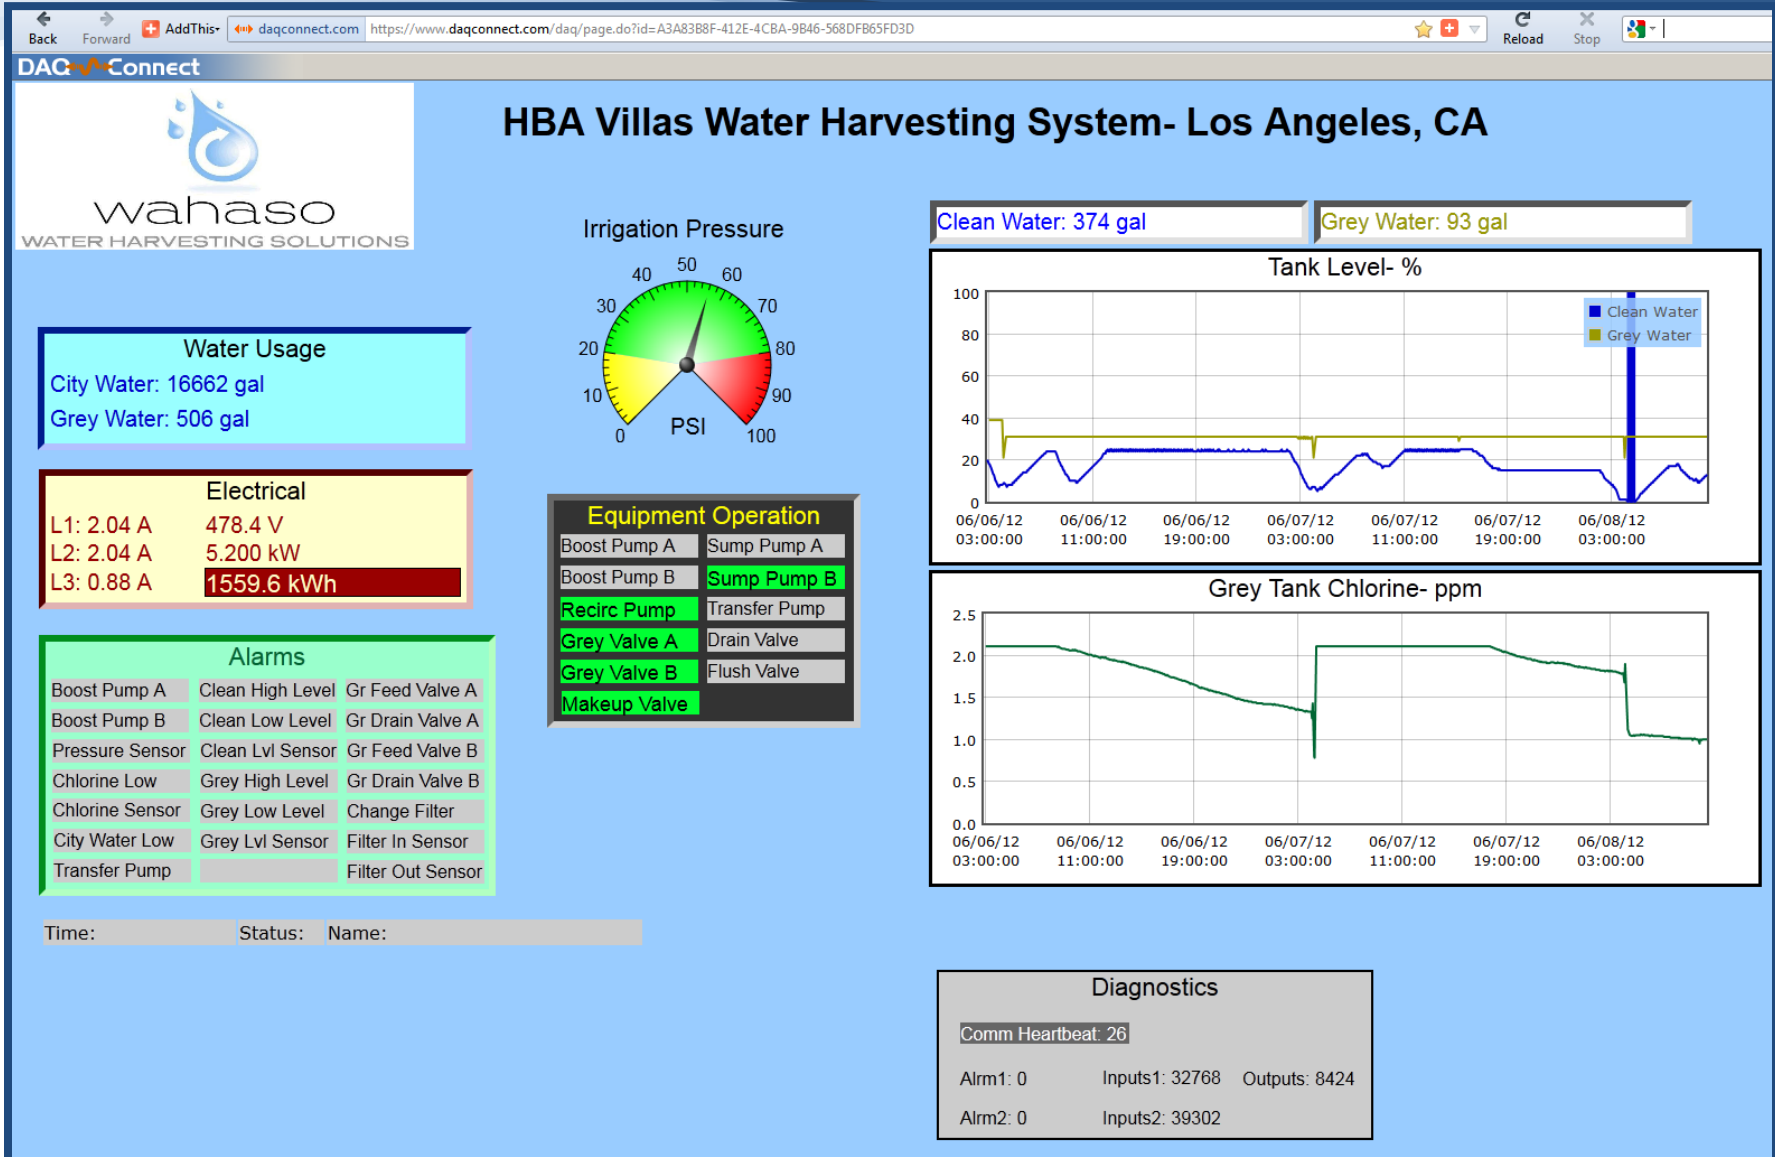 Back Forward AddThis daqconnect.com https://www.daqconnect.com/daq/page.do?id=A3A83B8F-412E-4CBA-9B46-568DFB65FD3D Reload Stop
DAQ Connect
wahaso
WATER HARVESTING SOLUTIONS
HBA Villas Water Harvesting System- Los Angeles, CA
Water Usage
City Water: 16662 gal
Grey Water: 506 gal
Electrical
L1: 2.04 A 478.4 V
L2: 2.04 A 5.200 kW
L3: 0.88 A 1559.6 kWh
Alarms
Boost Pump A Clean High Level Gr Feed Valve A
Boost Pump B Clean Low Level Gr Drain Valve A
Pressure Sensor Clean Lvl Sensor Gr Feed Valve B
Chlorine Low Grey High Level Gr Drain Valve B
Chlorine Sensor Grey Low Level Change Filter
City Water Low Grey Lvl Sensor Filter In Sensor
Transfer Pump Filter Out Sensor
Time: Status: Name:
Irrigation Pressure
0 10 20 30 40 50 60 70 80 90 100
PSI
Equipment Operation
Boost Pump A Sump Pump A
Boost Pump B Sump Pump B
Recirc Pump Transfer Pump
Grey Valve A Drain Valve
Grey Valve B Flush Valve
Makeup Valve
Clean Water: 374 gal Grey Water: 93 gal
Tank Level- %
100
80
60
40
20
0
Clean Water
Grey Water
06/06/12 06/06/12 06/06/12 06/07/12 06/07/12 06/07/12 06/08/12
03:00:00 11:00:00 19:00:00 03:00:00 11:00:00 19:00:00 03:00:00
Grey Tank Chlorine- ppm
2.5
2.0
1.5
1.0
0.5
0.0
06/06/12 06/06/12 06/06/12 06/07/12 06/07/12 06/07/12 06/08/12
03:00:00 11:00:00 19:00:00 03:00:00 11:00:00 19:00:00 03:00:00
Diagnostics
Comm Heartbeat: 26
Alrm1: 0 Inputs1: 32768 Outputs: 8424
Alrm2: 0 Inputs2: 39302